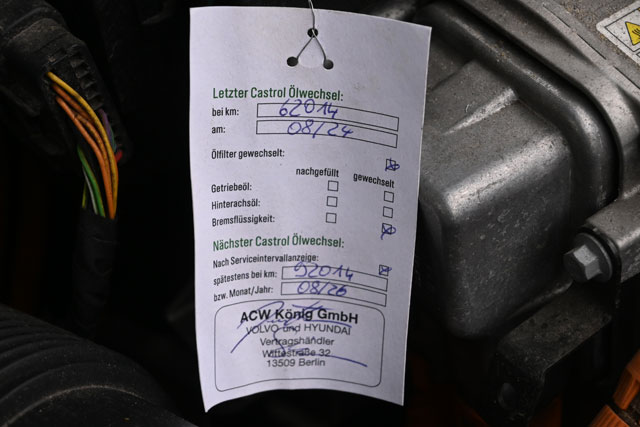 Letzter Castrol Ölwechsel:
bei km: 62014
am: 08/24
Ölfilter gewechselt:
nachgefüllt gewechselt
Getriebeöl:
Hinterachsöl:
Bremsflüssigkeit:
Nächster Castrol Ölwechsel:
Nach Serviceintervallanzeige:
spätestens bei km: 92014
bzw. Monat/Jahr: 08/26
ACW König GmbH
VOLVO und HYUNDAI
Vertragshändler
Wittestraße 32
13509 Berlin